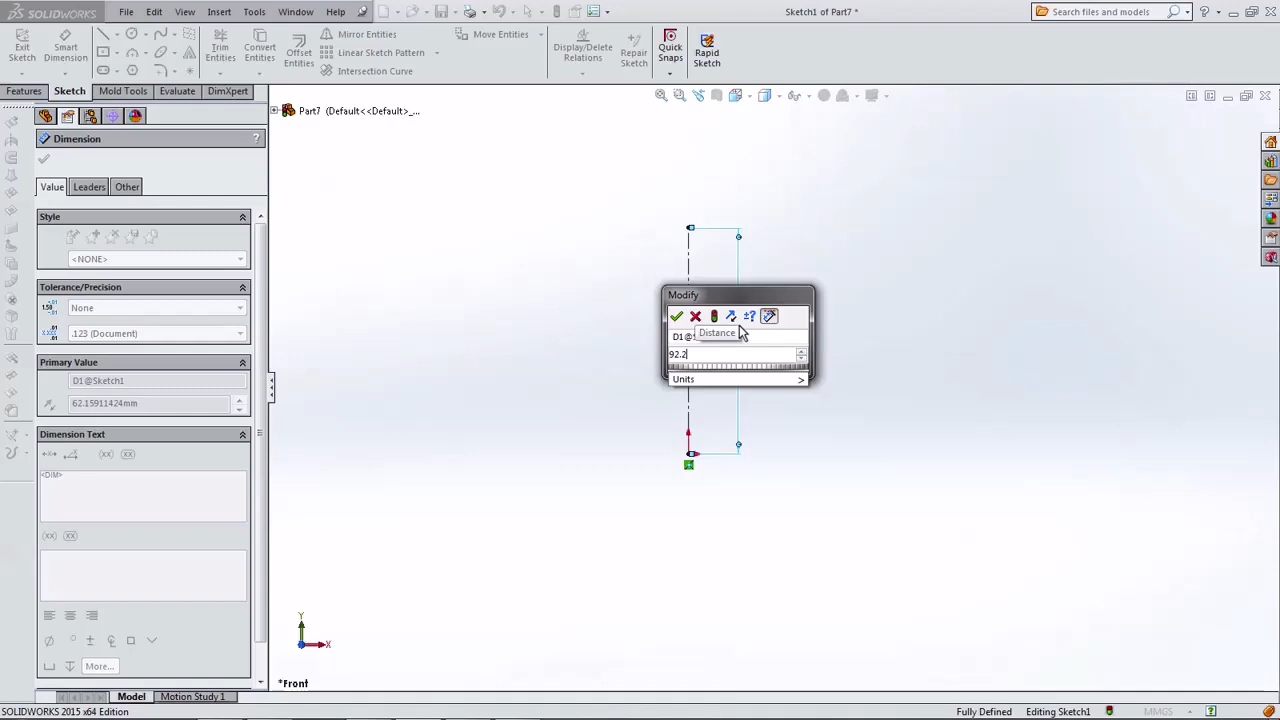 SOLIDWORKS File Edit View Insert Tools Window Help Sketch1 of Part7 * Search files and models
Exit Sketch
Smart Dimension
Trim Entities
Convert Entities
Offset Entities
Mirror Entities
Linear Sketch Pattern
Intersection Curve
Move Entities
Display/Delete Relations
Repair Sketch
Quick Snaps
Rapid Sketch
Features Sketch Mold Tools Evaluate DimXpert
Part7 (Default<<Default>_...
Dimension ?
Value Leaders Other
Style
<NONE>
Tolerance/Precision
None
.123 (Document)
Primary Value
D1@Sketch1
62.15911424mm
Dimension Text
<DIM>
More...
Modify
D1@S
Distance
92.2
Units >
Y
X
*Front
Model Motion Study 1
SOLIDWORKS 2015 x64 Edition Fully Defined Editing Sketch1 MMGS